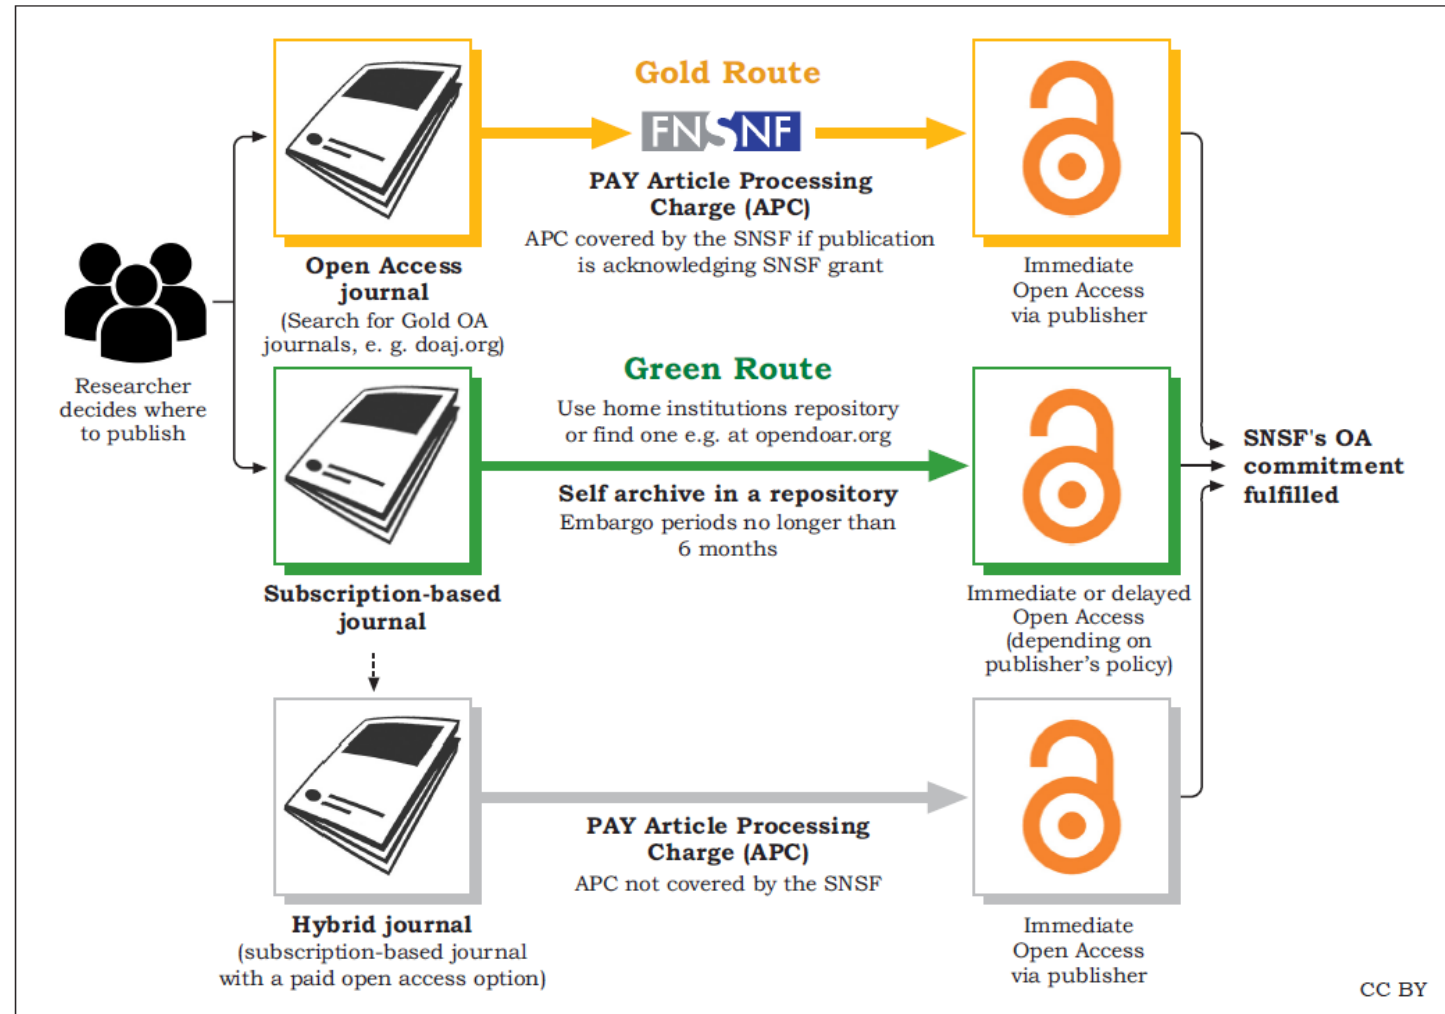 Gold Route
FNSNF
PAY Article Processing
Charge (APC)
APC covered by the SNSF if publication
is acknowledging SNSF grant
Open Access
journal
(Search for Gold OA
journals, e. g. doaj.org)
Immediate
Open Access
via publisher
Researcher
decides where
to publish
Green Route
Use home institutions repository
or find one e.g. at opendoar.org
Self archive in a repository
Embargo periods no longer than
6 months
Subscription-based
journal
Immediate or delayed
Open Access
(depending on
publisher’s policy)
SNSF's OA
commitment
fulfilled
PAY Article Processing
Charge (APC)
APC not covered by the SNSF
Hybrid journal
(subscription-based journal
with a paid open access option)
Immediate
Open Access
via publisher
CC BY